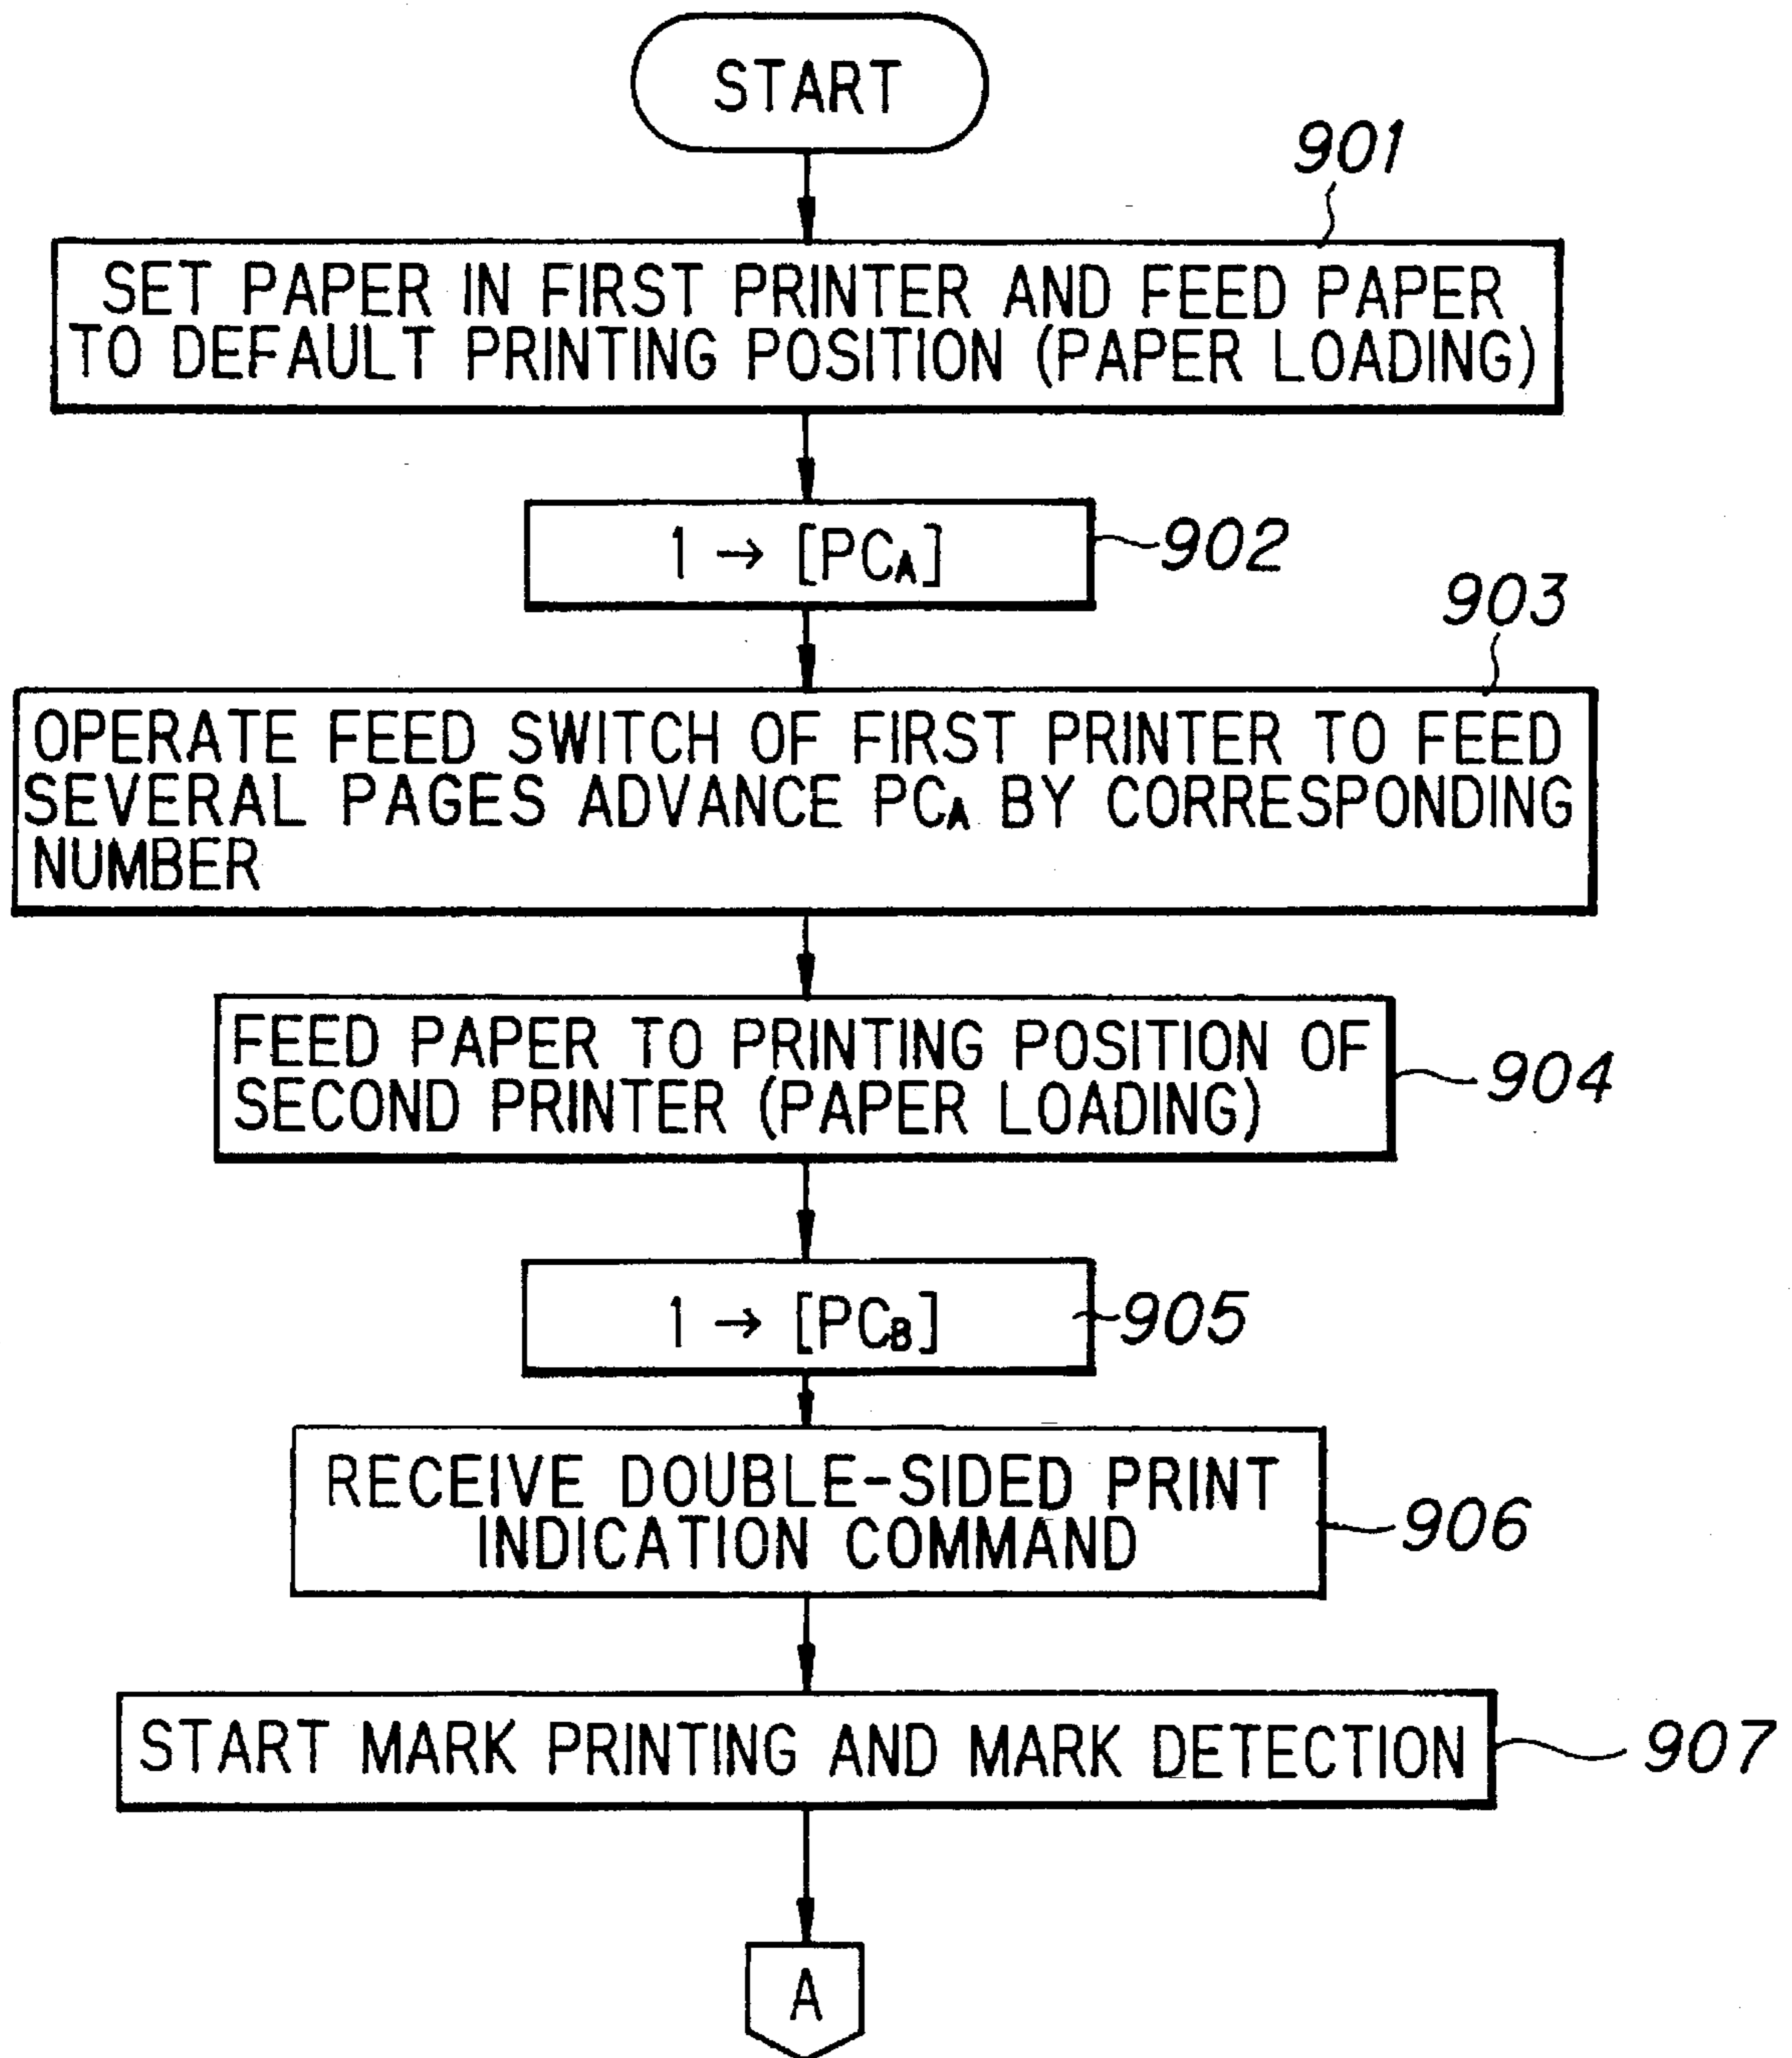 START
901
SET PAPER IN FIRST PRINTER AND FEED PAPER
TO DEFAULT PRINTING POSITION (PAPER LOADING)
1 → [PCA]
902
903
OPERATE FEED SWITCH OF FIRST PRINTER TO FEED
SEVERAL PAGES ADVANCE PCA BY CORRESPONDING
NUMBER
FEED PAPER TO PRINTING POSITION OF
SECOND PRINTER (PAPER LOADING)
904
1 → [PCB]
905
RECEIVE DOUBLE-SIDED PRINT
INDICATION COMMAND
906
START MARK PRINTING AND MARK DETECTION
907
A